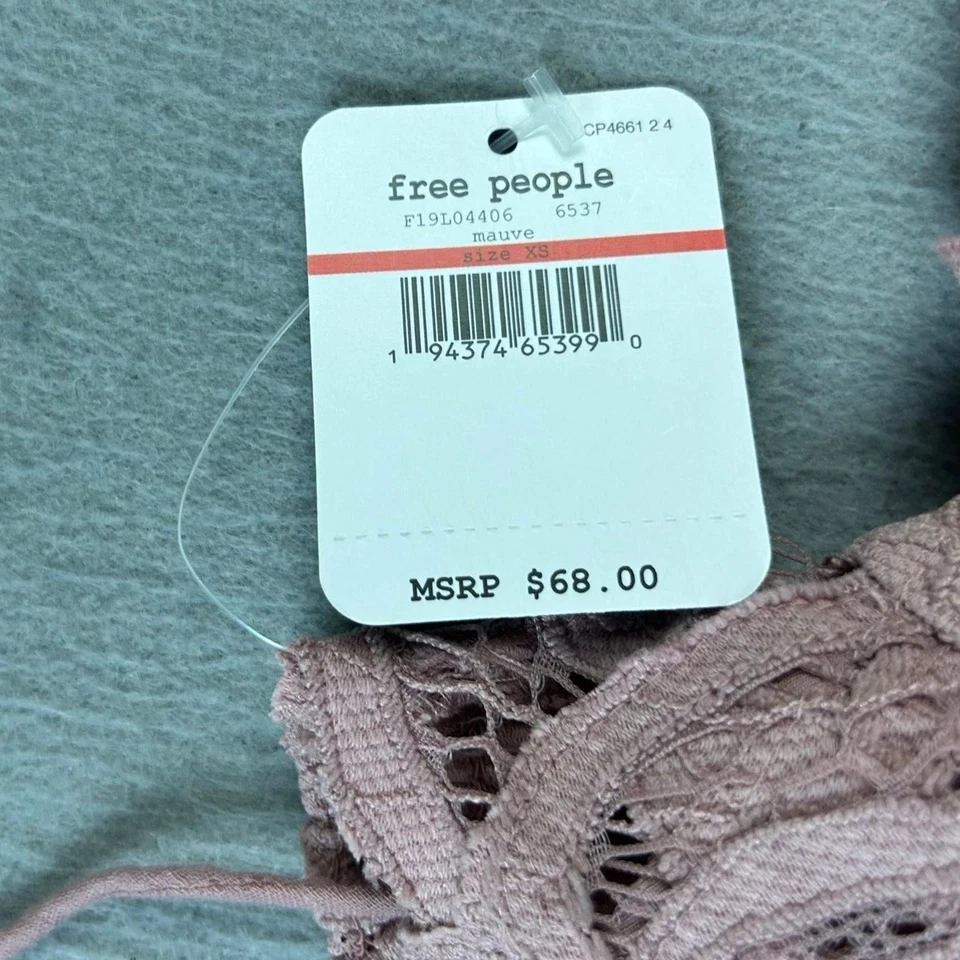 CP4661 2 4
free people
F19L04406 6537
mauve
size XS
1 94374 65399 0
MSRP $68.00